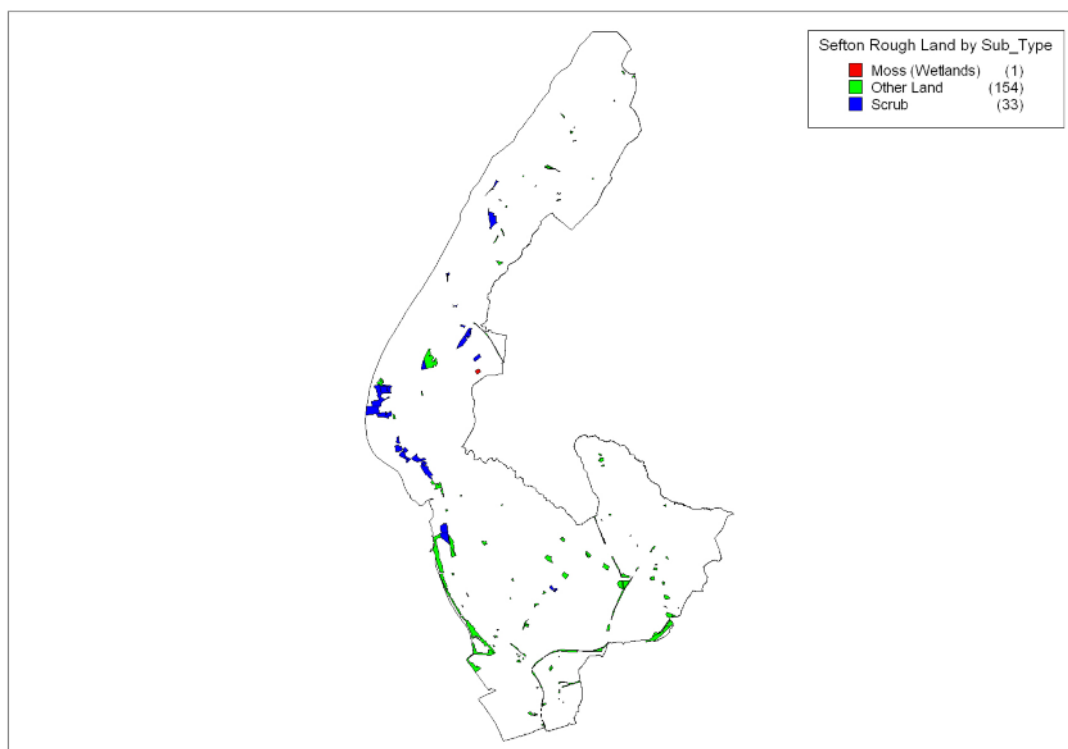 Sefton Rough Land by Sub_Type
Moss (Wetlands) (1)
Other Land (154)
Scrub (33)